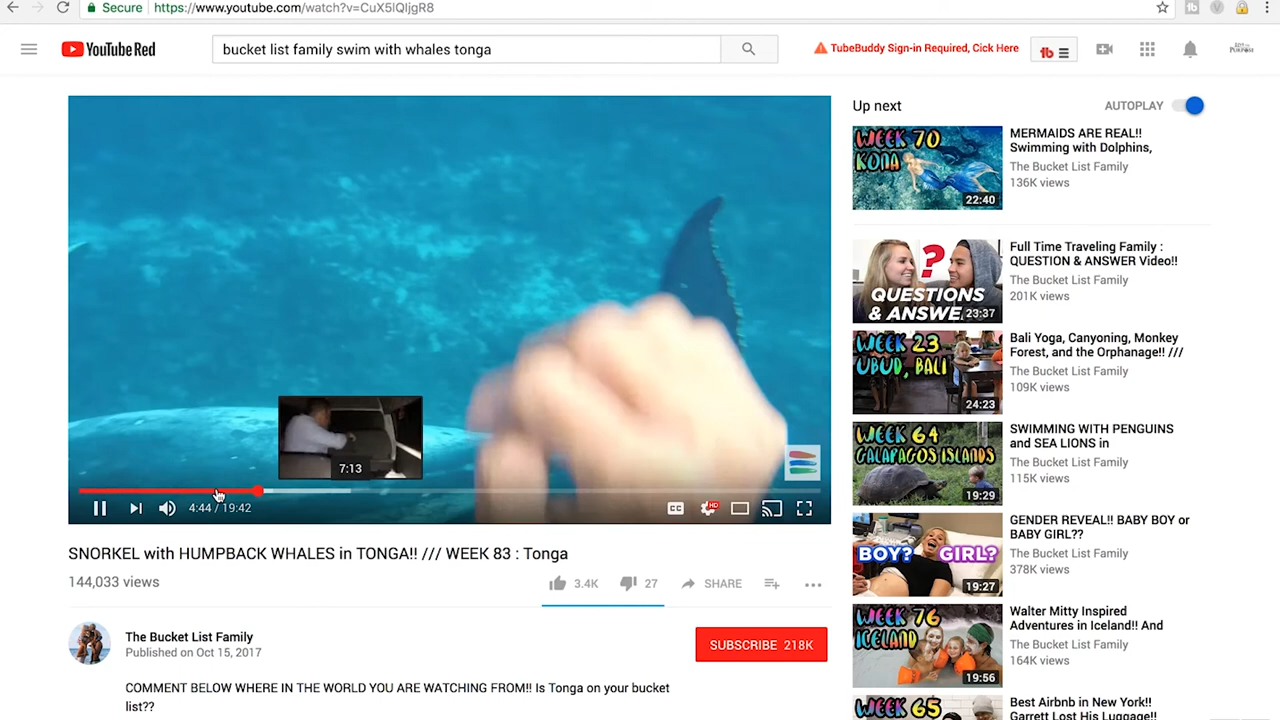 Secure https://www.youtube.com/watch?v=CuX5lQljgR8
YouTube Red
bucket list family swim with whales tonga
TubeBuddy Sign-in Required, Cick Here
tb
7:13
4:44 / 19:42
CC
HD
SNORKEL with HUMPBACK WHALES in TONGA!! /// WEEK 83 : Tonga
144,033 views
3.4K
27
SHARE
The Bucket List Family
Published on Oct 15, 2017
SUBSCRIBE 218K
COMMENT BELOW WHERE IN THE WORLD YOU ARE WATCHING FROM!! Is Tonga on your bucket
list??
Up next
AUTOPLAY
WEEK 70
KONA
22:40
MERMAIDS ARE REAL!!
Swimming with Dolphins,
The Bucket List Family
136K views
?
QUESTIONS
& ANSWE
23:37
Full Time Traveling Family :
QUESTION & ANSWER Video!!
The Bucket List Family
201K views
WEEK 23
UBUD, BALI
24:23
Bali Yoga, Canyoning, Monkey
Forest, and the Orphanage!! ///
The Bucket List Family
109K views
WEEK 64
GALAPAGOS ISLANDS
19:29
SWIMMING WITH PENGUINS
and SEA LIONS in
The Bucket List Family
115K views
BOY? GIRL?
19:27
GENDER REVEAL!! BABY BOY or
BABY GIRL??
The Bucket List Family
378K views
WEEK 76
ICELAND
19:56
Walter Mitty Inspired
Adventures in Iceland!! And
The Bucket List Family
164K views
WEEK 65
Best Airbnb in New York!!
Garrett Lost His Luggage!!